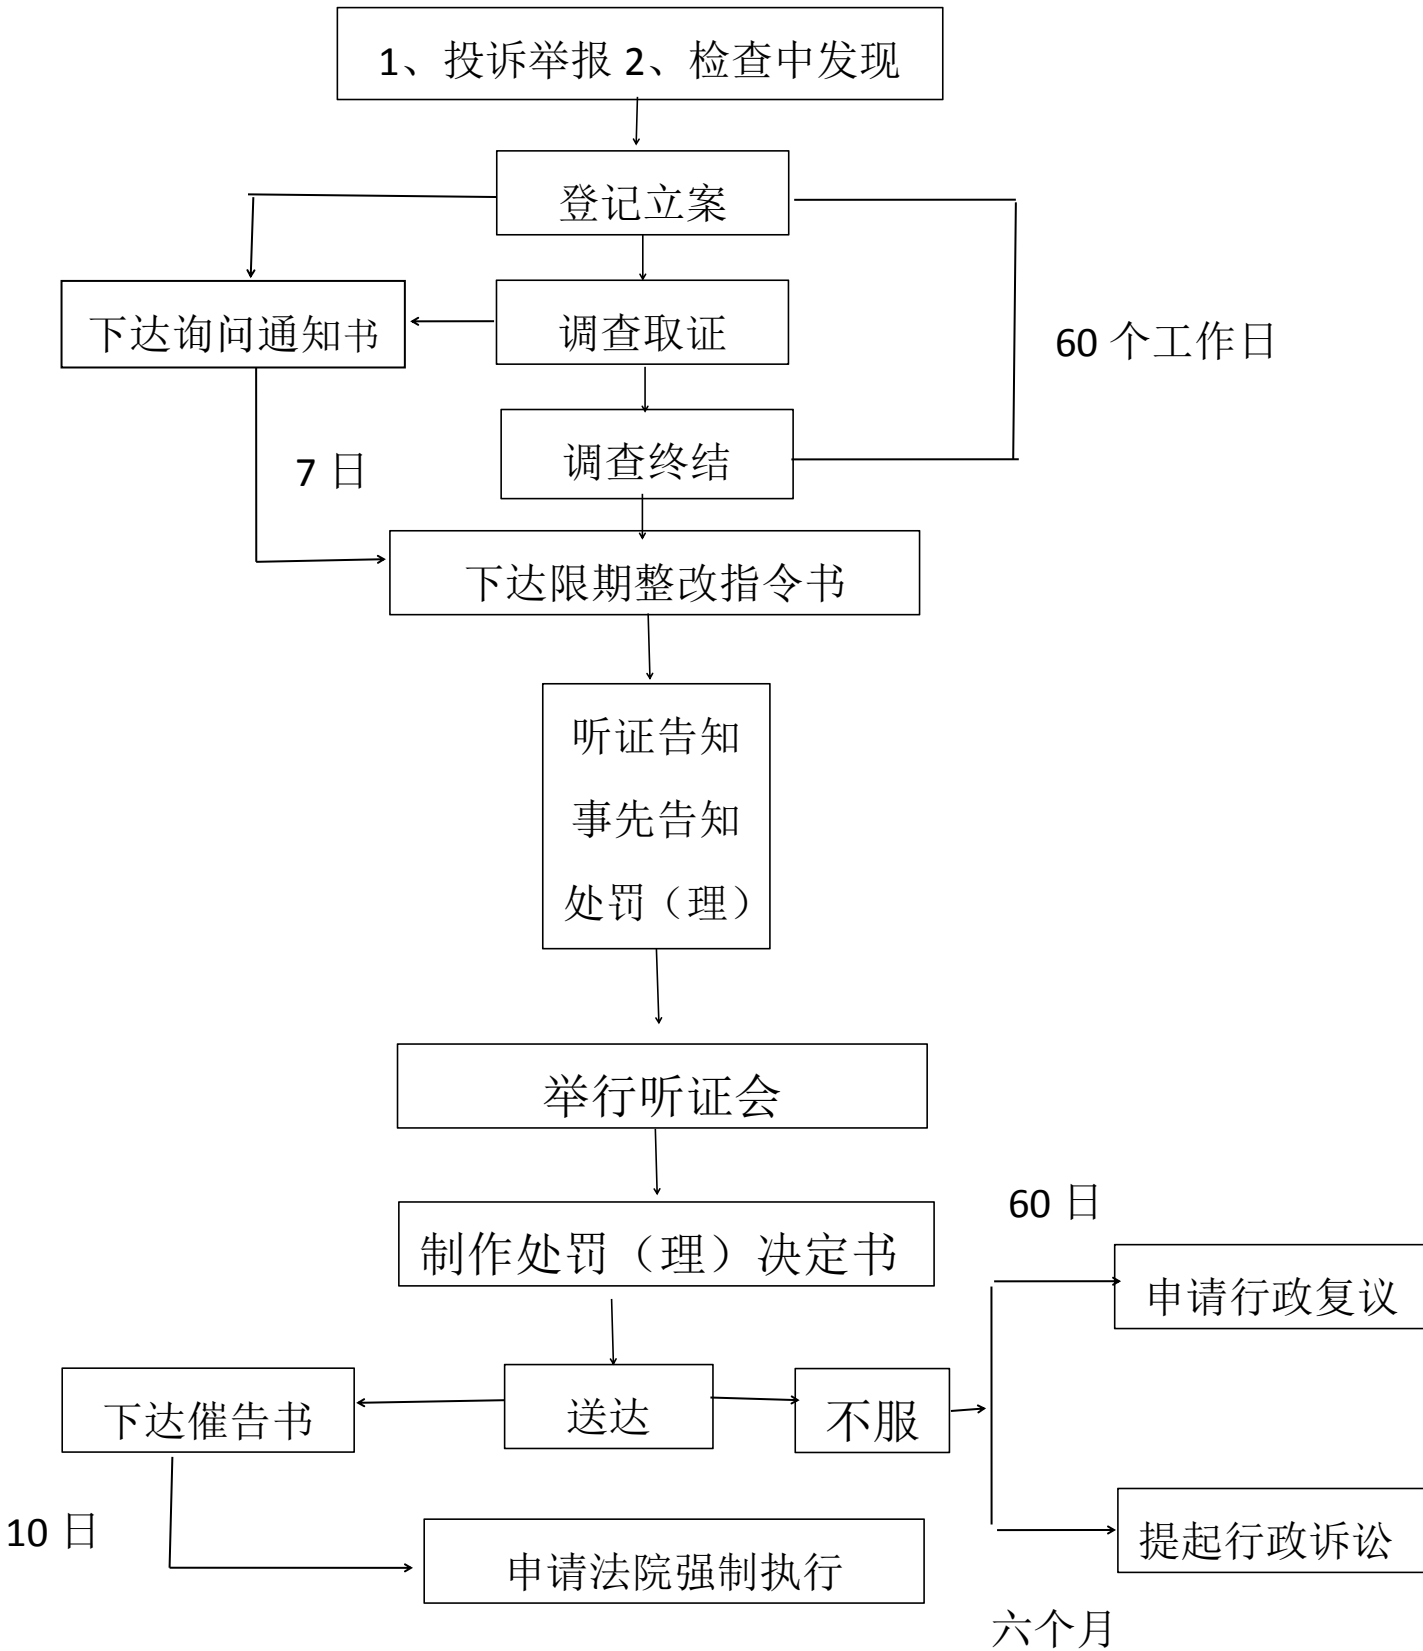 1、投诉举报 2、检查中发现
登记立案
下达询问通知书
调查取证
60 个工作日
调查终结
7 日
下达限期整改指令书
听证告知
事先告知
处罚（理）
举行听证会
60 日
制作处罚（理）决定书
申请行政复议
下达催告书
送达
不服
10 日
提起行政诉讼
申请法院强制执行
六个月